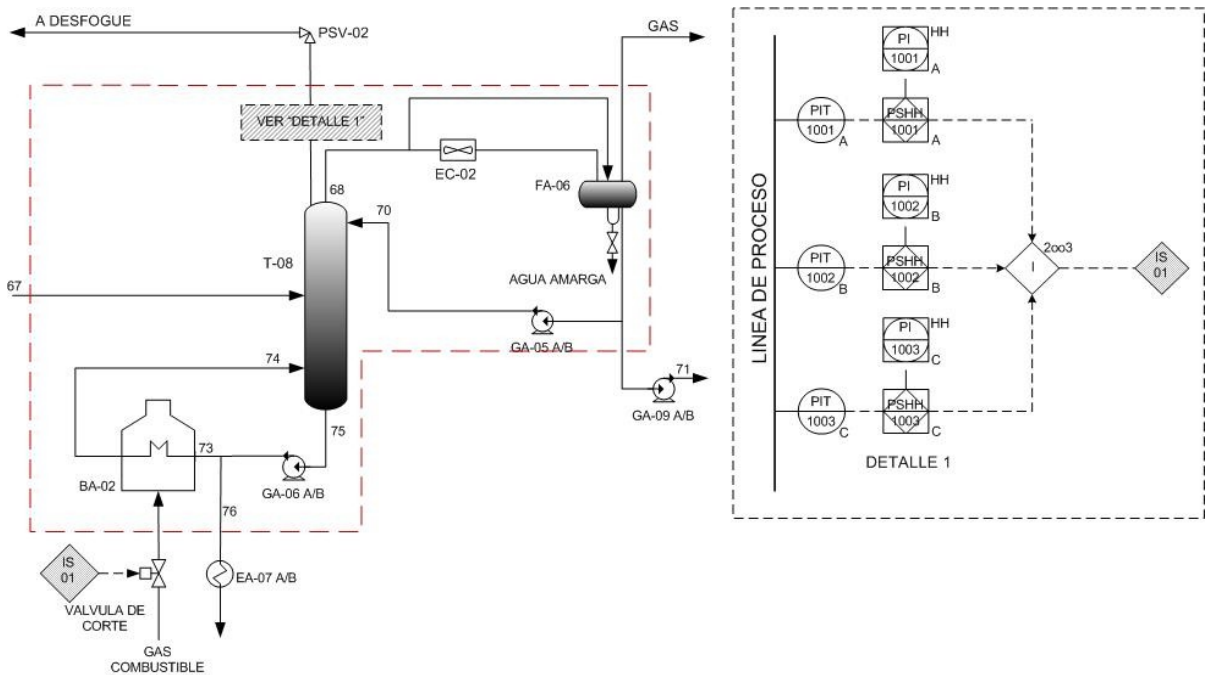 A DESFOGUE
PSV-02
GAS
VER "DETALLE 1"
EC-02
FA-06
68
70
T-08
AGUA AMARGA
67
GA-05 A/B
74
71
GA-09 A/B
75
73
BA-02
GA-06 A/B
76
IS
01
EA-07 A/B
VALVULA DE
CORTE
GAS
COMBUSTIBLE
LINEA DE PROCESO
PI
1001
HH
A
PIT
1001
A
PSHH
1001
A
PI
1002
HH
B
PIT
1002
B
PSHH
1002
B
2oo3
I
IS
01
PI
1003
HH
C
PIT
1003
C
PSHH
1003
C
DETALLE 1